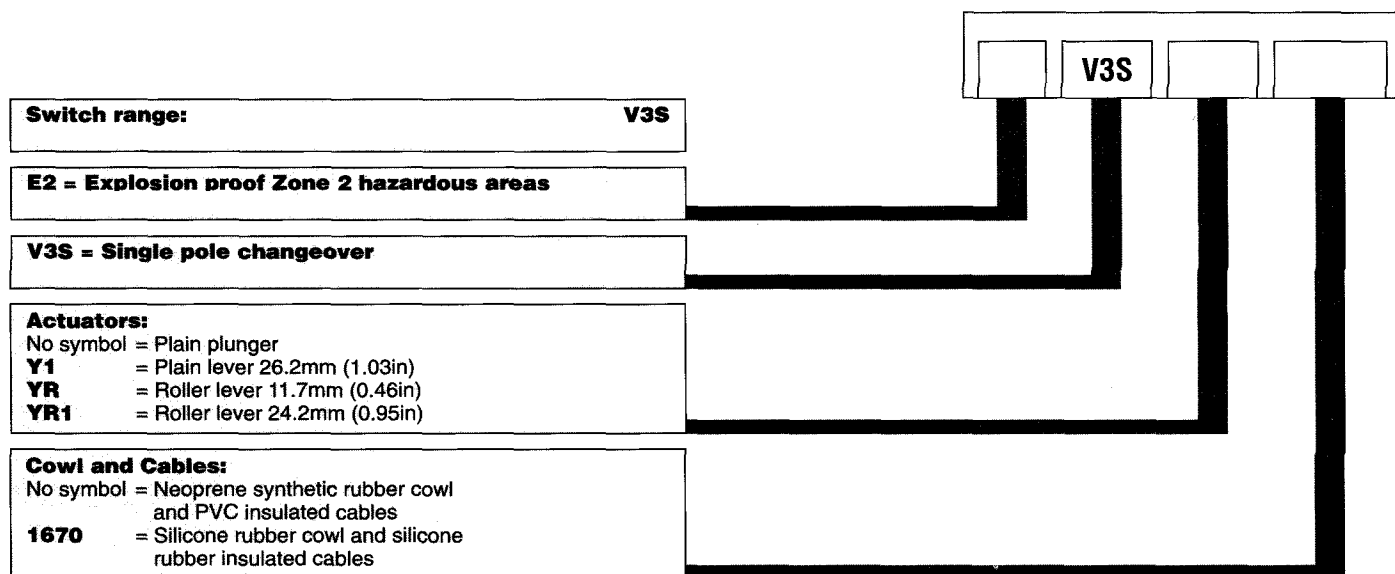 V3S
Switch range: V3S
E2 = Explosion proof Zone 2 hazardous areas
V3S = Single pole changeover
Actuators:
No symbol = Plain plunger
Y1 = Plain lever 26.2mm (1.03in)
YR = Roller lever 11.7mm (0.46in)
YR1 = Roller lever 24.2mm (0.95in)
Cowl and Cables:
No symbol = Neoprene synthetic rubber cowl
and PVC insulated cables
1670 = Silicone rubber cowl and silicone
rubber insulated cables